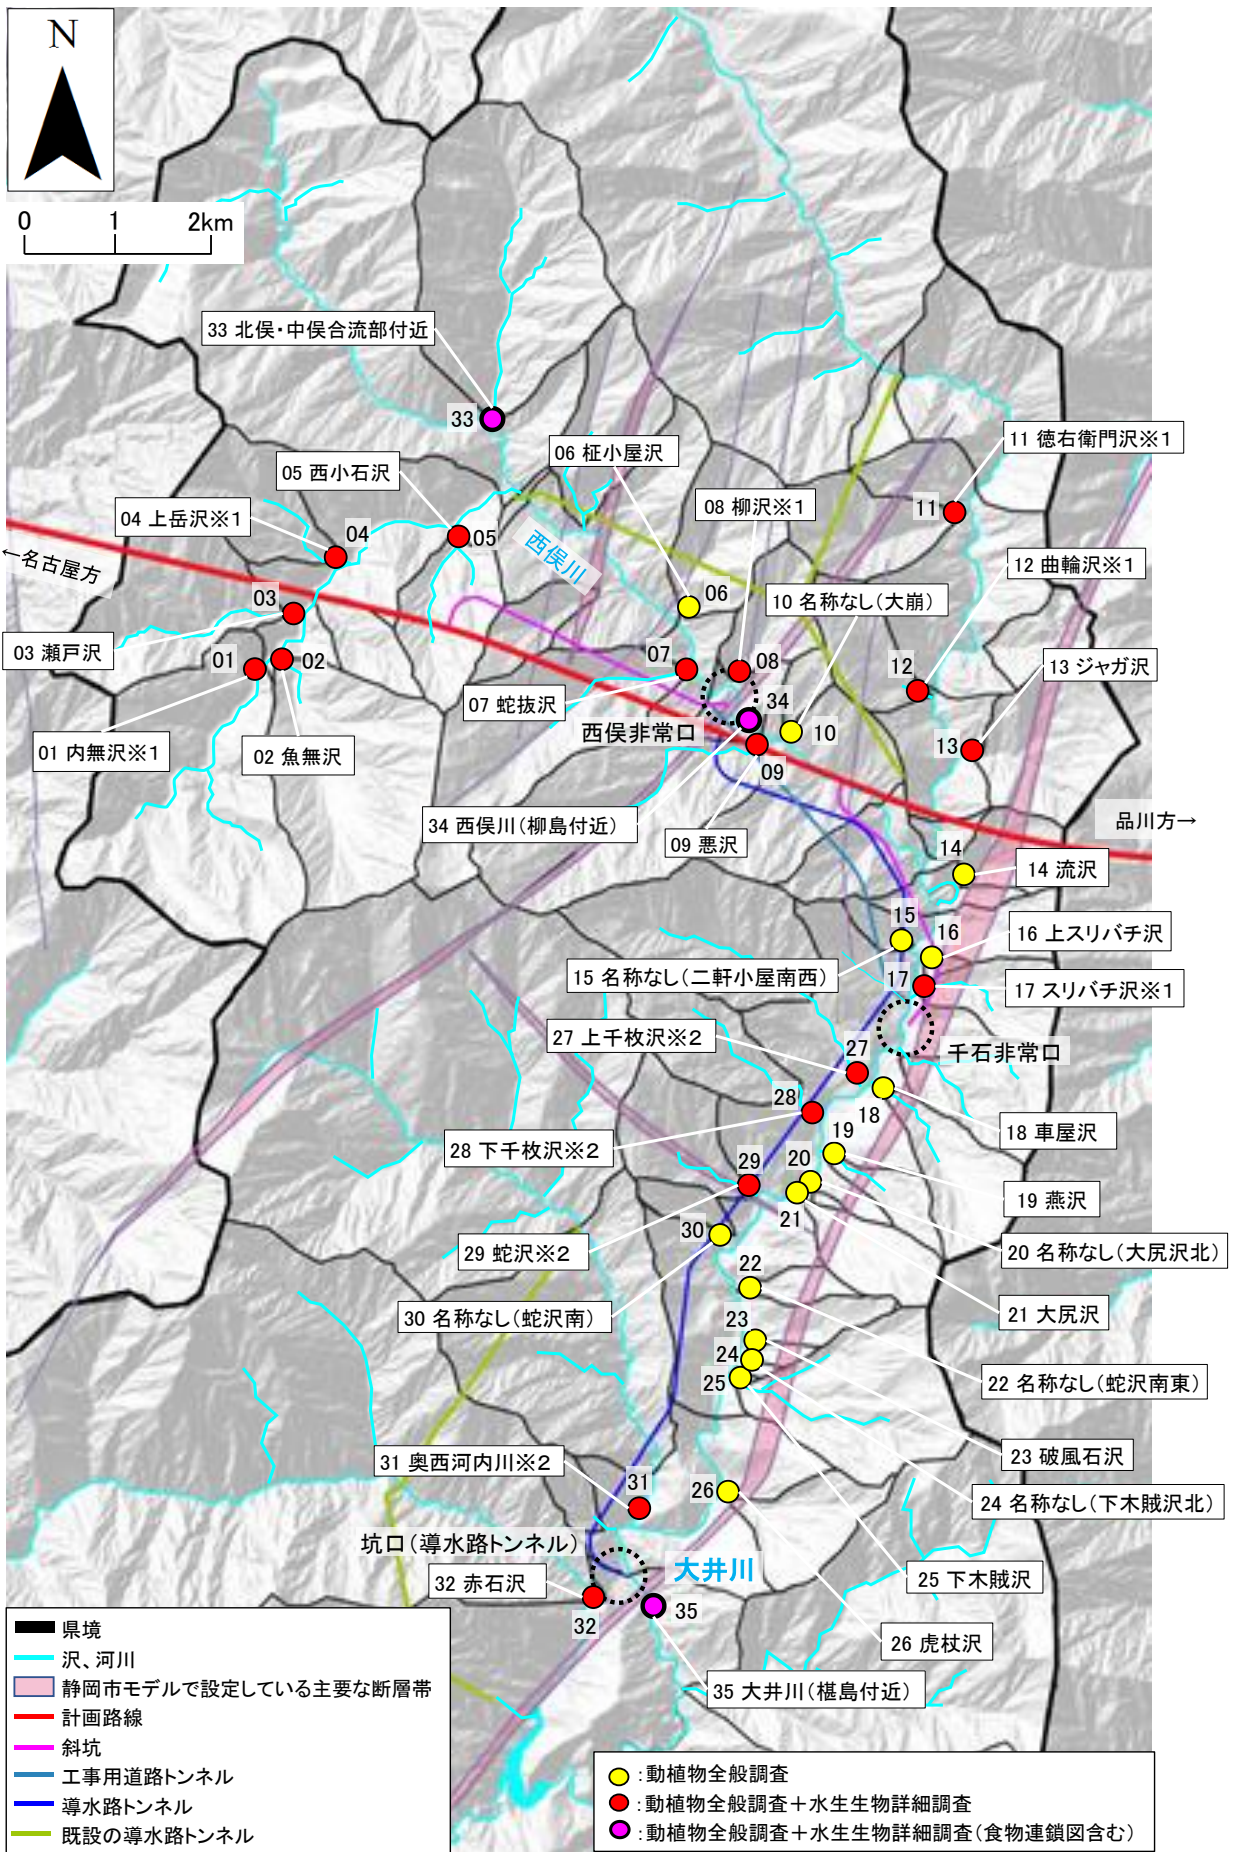 N
0 1 2km
33 北俣・中俣合流部付近
33
06 柾小屋沢
11 徳右衛門沢※1
05 西小石沢
08 柳沢※1
04 上岳沢※1
11
04
05
←名古屋方
西俣川
12 曲輪沢※1
06
10 名称なし（大崩）
03
03 瀬戸沢
01
02
07
08
12
13 ジャガ沢
07 蛇抜沢
34
西俣非常口
10
13
01 内無沢※1
02 魚無沢
09
34 西俣川（柳島付近）
品川方→
09 悪沢
14
14 流沢
15
16
16 上スリバチ沢
15 名称なし（二軒小屋南西）
17
17 スリバチ沢※1
27 上千枚沢※2
千石非常口
27
28
18
18 車屋沢
28 下千枚沢※2
19
20
29
19 燕沢
21
30
29 蛇沢※2
20 名称なし（大尻沢北）
22
30 名称なし（蛇沢南）
21 大尻沢
23
24
25
22 名称なし（蛇沢南東）
31 奥西河内川※2
23 破風石沢
31
26
24 名称なし（下木賊沢北）
坑口（導水路トンネル）
大井川
32 赤石沢
25 下木賊沢
32
35
26 虎杖沢
35 大井川（椹島付近）
県境
沢、河川
静岡市モデルで設定している主要な断層帯
計画路線
斜坑
工事用道路トンネル
導水路トンネル
既設の導水路トンネル
：動植物全般調査
：動植物全般調査＋水生生物詳細調査
：動植物全般調査＋水生生物詳細調査（食物連鎖図含む）